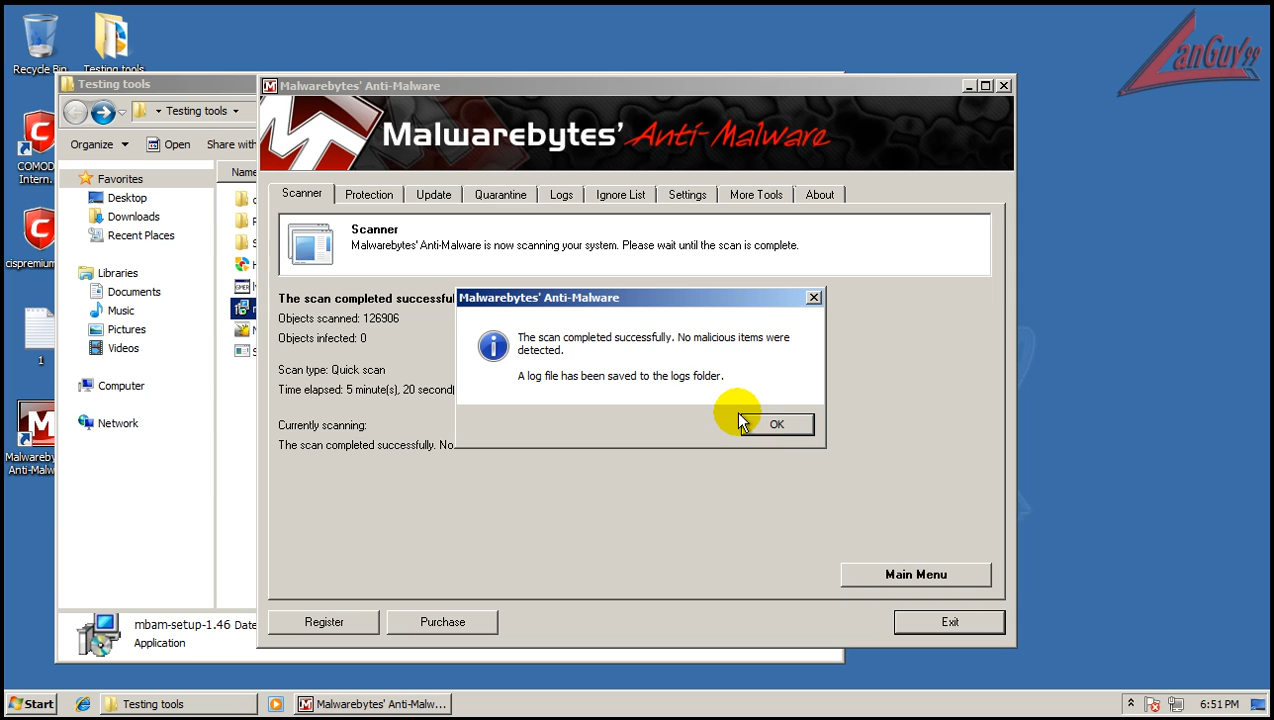 Recycle Bin
Testing tools
anGuy99
COMOD...
Intern...
cispremium...
1
Malwareby...
Anti-Malw...
Testing tools
Testing tools
Organize
Open
Share with
Name
Favorites
Desktop
Downloads
Recent Places
Libraries
Documents
Music
Pictures
Videos
Computer
Network
mbam-setup-1.46 Date
Application
Malwarebytes' Anti-Malware
Malwarebytes' Anti-Malware
Scanner
Protection
Update
Quarantine
Logs
Ignore List
Settings
More Tools
About
Scanner
Malwarebytes' Anti-Malware is now scanning your system. Please wait until the scan is complete.
The scan completed successful
Objects scanned: 126906
Objects infected: 0
Scan type: Quick scan
Time elapsed: 5 minute(s), 20 second(
Currently scanning:
The scan completed successfully. No
Malwarebytes' Anti-Malware
The scan completed successfully. No malicious items were
detected.
A log file has been saved to the logs folder.
OK
Main Menu
Register
Purchase
Exit
Start
Testing tools
Malwarebytes' Anti-Malw...
6:51 PM